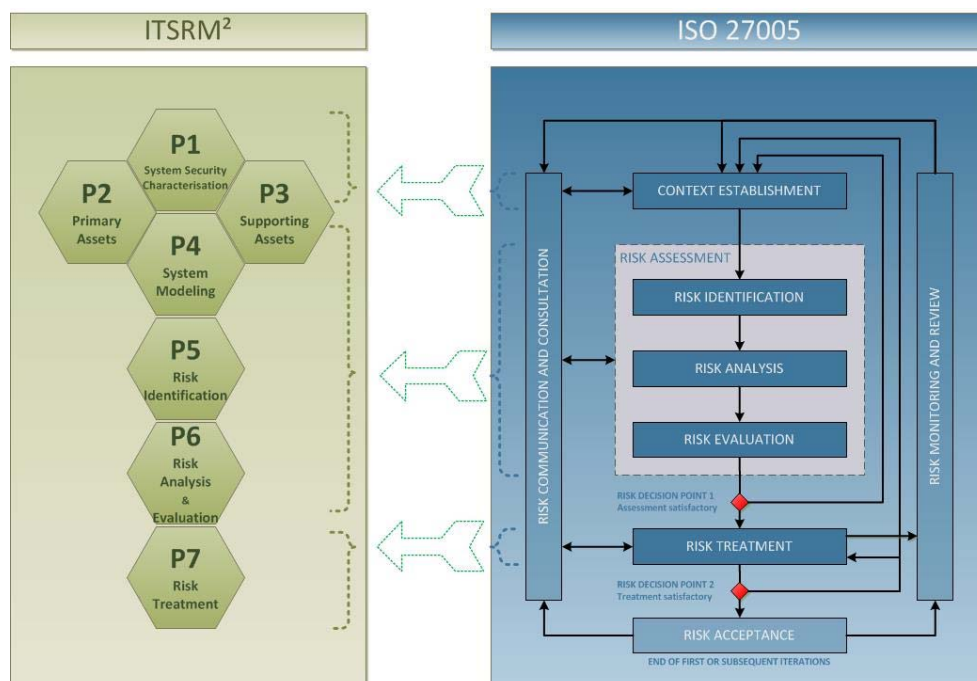 ITSRM²
P1
System Security
Characterisation
P2
Primary
Assets
P3
Supporting
Assets
P4
System
Modeling
P5
Risk
Identification
P6
Risk
Analysis
&
Evaluation
P7
Risk
Treatment
ISO 27005
RISK COMMUNICATION AND CONSULTATION
CONTEXT ESTABLISHMENT
RISK ASSESSMENT
RISK IDENTIFICATION
RISK ANALYSIS
RISK EVALUATION
RISK DECISION POINT 1
Assessment satisfactory
RISK TREATMENT
RISK DECISION POINT 2
Treatment satisfactory
RISK ACCEPTANCE
END OF FIRST OR SUBSEQUENT ITERATIONS
RISK MONITORING AND REVIEW